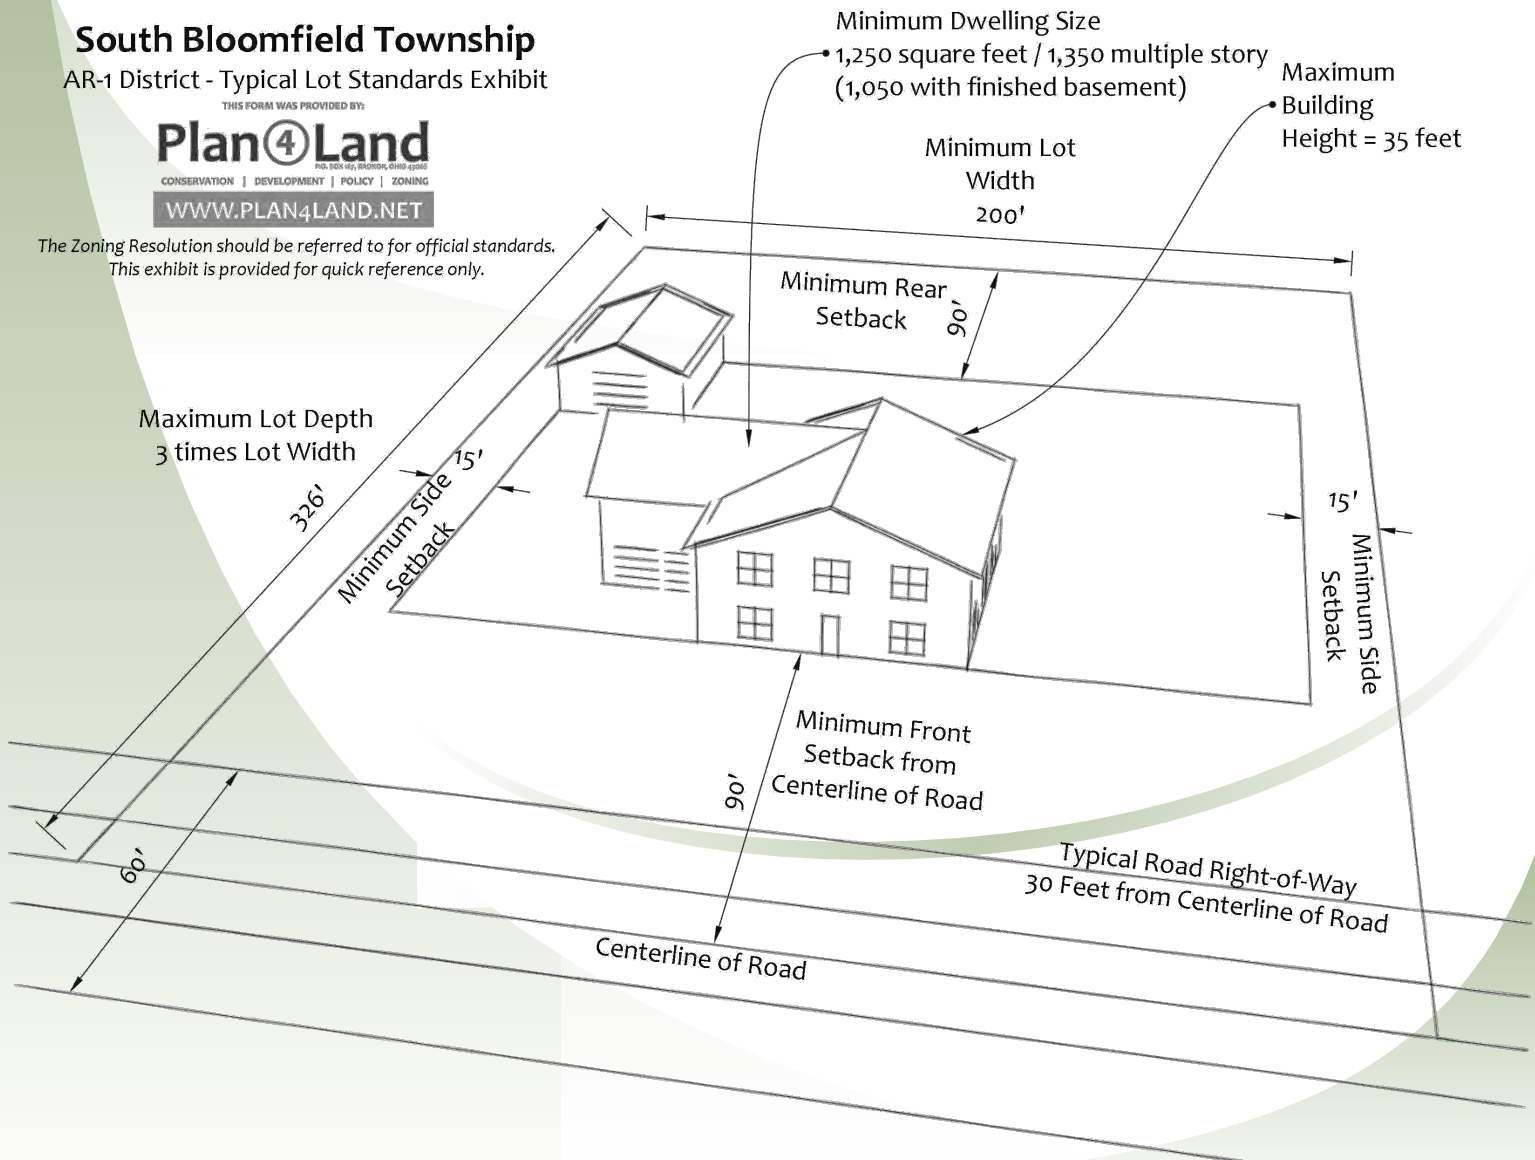 South Bloomfield Township
AR-1 District - Typical Lot Standards Exhibit
THIS FORM WAS PROVIDED BY:
Plan4Land
P.O. BOX 167, RADNOR, OHIO 43066
CONSERVATION | DEVELOPMENT | POLICY | ZONING
WWW.PLAN4LAND.NET
The Zoning Resolution should be referred to for official standards.
This exhibit is provided for quick reference only.
Minimum Dwelling Size
1,250 square feet / 1,350 multiple story
(1,050 with finished basement)
Maximum
Building
Height = 35 feet
Minimum Lot
Width
200'
Minimum Rear
Setback
90'
Maximum Lot Depth
3 times Lot Width
326'
15'
Minimum Side
Setback
15'
Minimum Side
Setback
Minimum Front
Setback from
Centerline of Road
90'
60'
Typical Road Right-of-Way
30 Feet from Centerline of Road
Centerline of Road